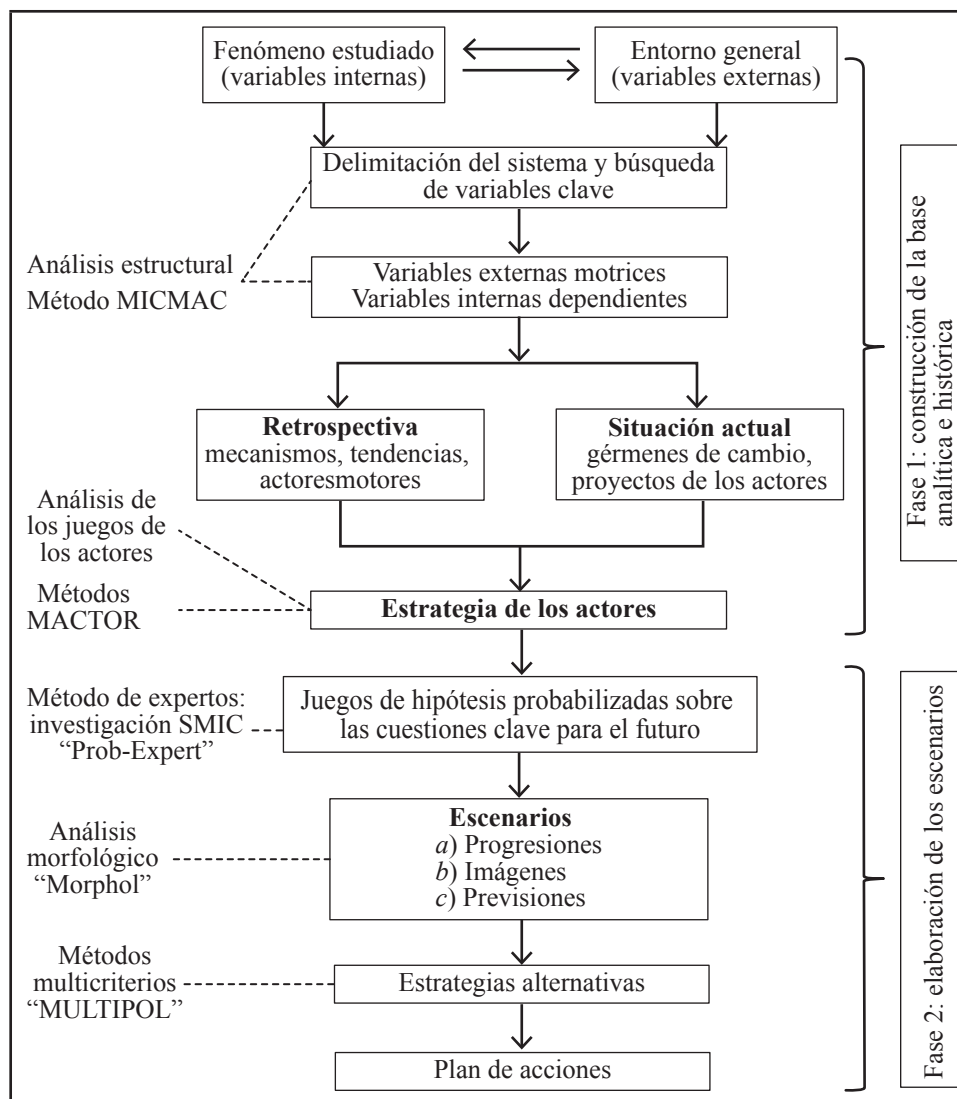 Fenómeno estudiado
(variables internas)
Entorno general
(variables externas)
Delimitación del sistema y búsqueda
de variables clave
Análisis estructural
Método MICMAC
Variables externas motrices
Variables internas dependientes
Retrospectiva
mecanismos, tendencias,
actoresmotores
Situación actual
gérmenes de cambio,
proyectos de los actores
Análisis de
los juegos de
los actores
Métodos
MACTOR
Estrategia de los actores
Fase 1: construcción de la base
analítica e histórica
Método de expertos:
investigación SMIC
“Prob-Expert”
Juegos de hipótesis probabilizadas sobre
las cuestiones clave para el futuro
Análisis
morfológico
“Morphol”
Escenarios
a) Progresiones
b) Imágenes
c) Previsiones
Métodos
multicriterios
“MULTIPOL”
Estrategias alternativas
Plan de acciones
Fase 2: elaboración de los escenarios